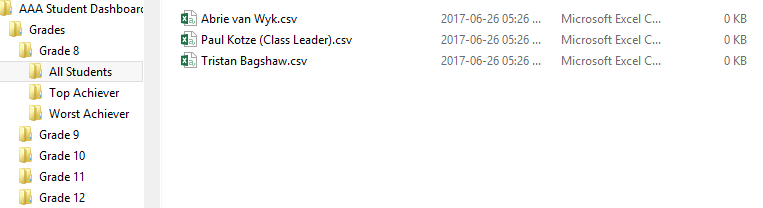 AAA Student Dashboard
Grades
Grade 8
All Students
Top Achiever
Worst Achiever
Grade 9
Grade 10
Grade 11
Grade 12
Abrie van Wyk.csv 2017-06-26 05:26 ... Microsoft Excel C... 0 KB
Paul Kotze (Class Leader).csv 2017-06-26 05:26 ... Microsoft Excel C... 0 KB
Tristan Bagshaw.csv 2017-06-26 05:26 ... Microsoft Excel C... 0 KB